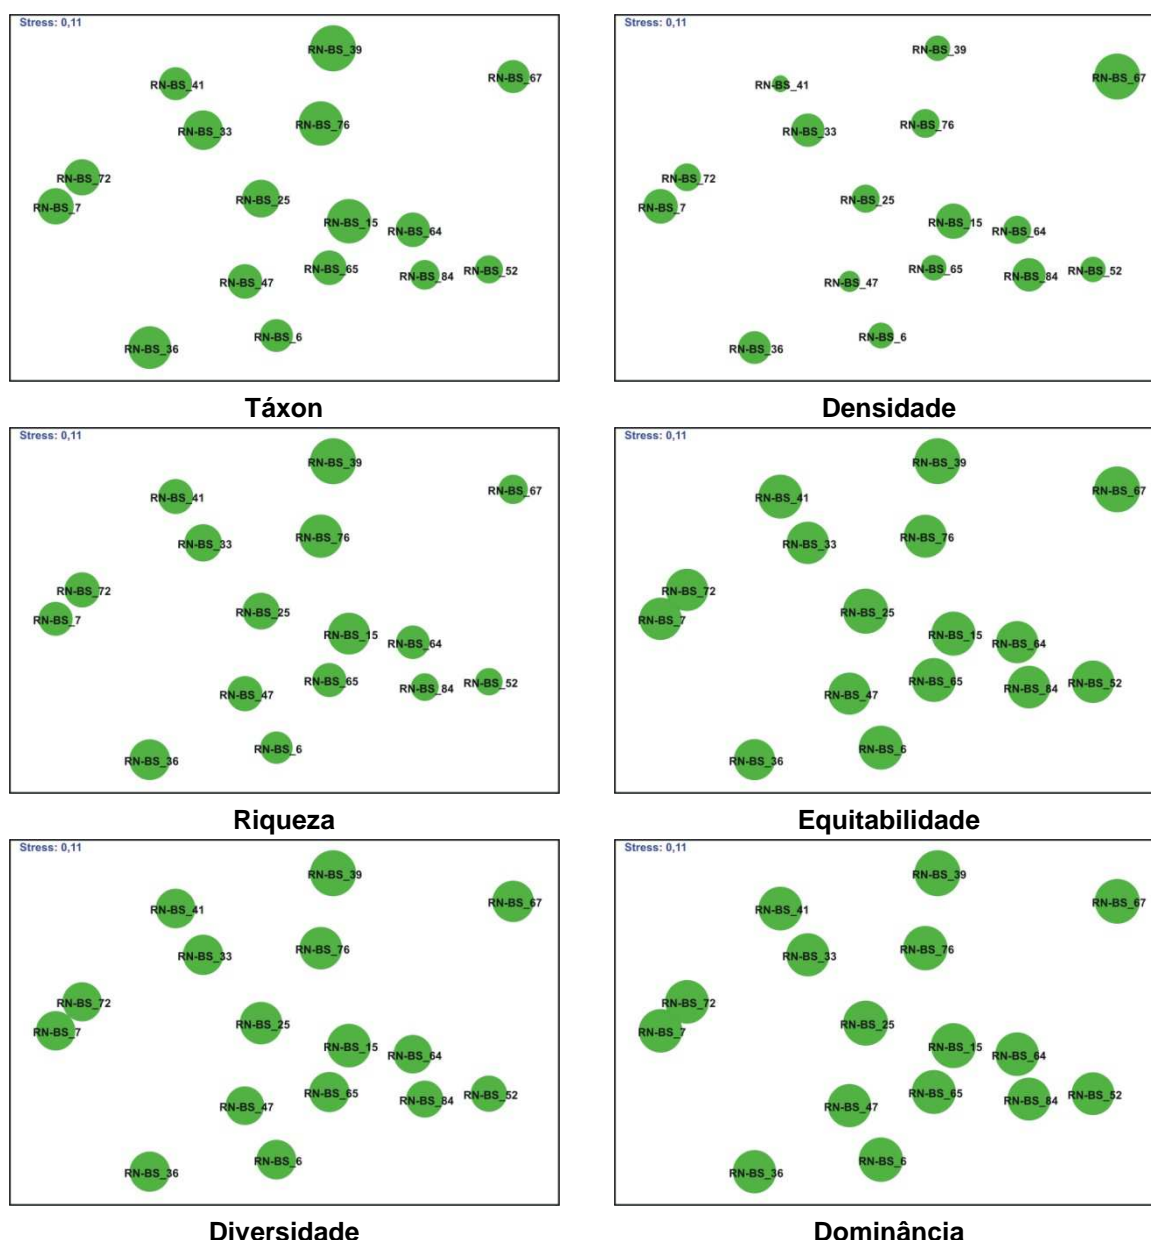 Stress: 0,11
RN-BS_39
RN-BS_67
RN-BS_41
RN-BS_76
RN-BS_33
RN-BS_72
RN-BS_7
RN-BS_25
RN-BS_15
RN-BS_64
RN-BS_65
RN-BS_84
RN-BS_52
RN-BS_47
RN-BS_6
RN-BS_36
Táxon
Stress: 0,11
RN-BS_39
RN-BS_67
RN-BS_41
RN-BS_76
RN-BS_33
RN-BS_72
RN-BS_7
RN-BS_25
RN-BS_15
RN-BS_64
RN-BS_65
RN-BS_84
RN-BS_52
RN-BS_47
RN-BS_6
RN-BS_36
Densidade
Stress: 0,11
RN-BS_39
RN-BS_67
RN-BS_41
RN-BS_76
RN-BS_33
RN-BS_72
RN-BS_7
RN-BS_25
RN-BS_15
RN-BS_64
RN-BS_65
RN-BS_84
RN-BS_52
RN-BS_47
RN-BS_6
RN-BS_36
Riqueza
Stress: 0,11
RN-BS_39
RN-BS_67
RN-BS_41
RN-BS_76
RN-BS_33
RN-BS_72
RN-BS_7
RN-BS_25
RN-BS_15
RN-BS_64
RN-BS_65
RN-BS_84
RN-BS_52
RN-BS_47
RN-BS_6
RN-BS_36
Equitabilidade
Stress: 0,11
RN-BS_39
RN-BS_67
RN-BS_41
RN-BS_76
RN-BS_33
RN-BS_72
RN-BS_7
RN-BS_25
RN-BS_15
RN-BS_64
RN-BS_65
RN-BS_84
RN-BS_52
RN-BS_47
RN-BS_6
RN-BS_36
Diversidade
Stress: 0,11
RN-BS_39
RN-BS_67
RN-BS_41
RN-BS_76
RN-BS_33
RN-BS_72
RN-BS_7
RN-BS_25
RN-BS_15
RN-BS_64
RN-BS_65
RN-BS_84
RN-BS_52
RN-BS_47
RN-BS_6
RN-BS_36
Dominância